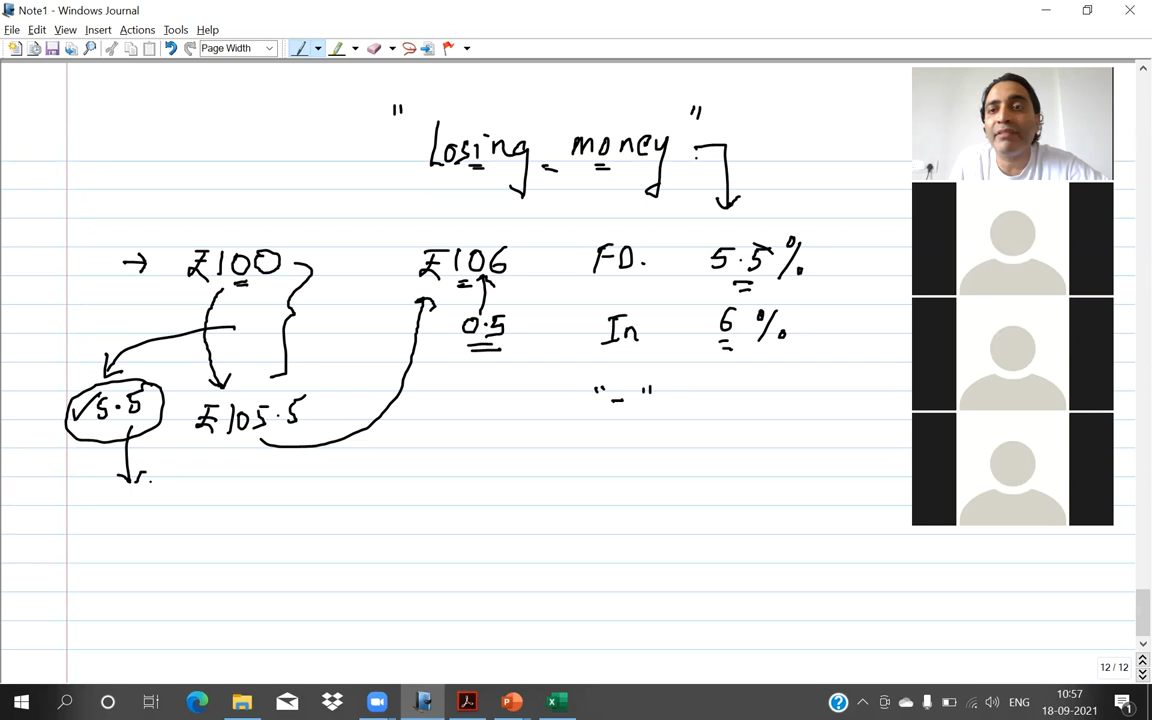 Note1 - Windows Journal
File Edit View Insert Actions Tools Help
Page Width
" Losing money "
→ ₹100 ₹106 FD. 5.5%
0.5 In 6%
5.5 ₹105.5 "-"
12/12
ENG
10:57
18-09-2021
1